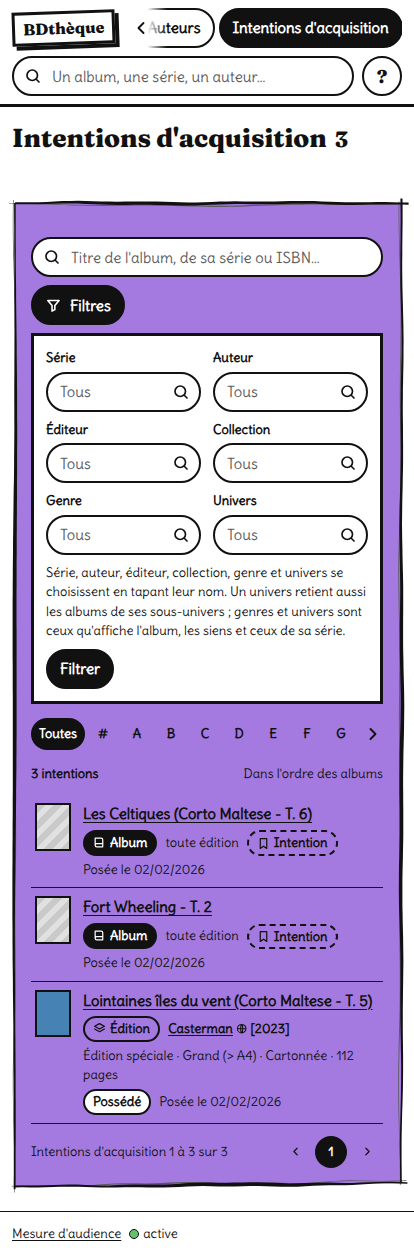 BDthèque
Auteurs
Intentions d'acquisition
Un album, une série, un auteur...
?
Intentions d'acquisition 3
Titre de l'album, de sa série ou ISBN...
Filtres
Série Auteur
Tous Tous
Éditeur Collection
Tous Tous
Genre Univers
Tous Tous
Série, auteur, éditeur, collection, genre et univers se
choisissent en tapant leur nom. Un univers retient aussi
les albums de ses sous-univers ; genres et univers sont
ceux qu'affiche l'album, les siens et ceux de sa série.
Filtrer
Toutes # A B C D E F G
3 intentions Dans l'ordre des albums
Les Celtiques (Corto Maltese - T. 6)
Album toute édition Intention
Posée le 02/02/2026
Fort Wheeling - T. 2
Album toute édition Intention
Posée le 02/02/2026
Lointaines îles du vent (Corto Maltese - T. 5)
Édition Casterman [2023]
Édition spéciale · Grand (> A4) · Cartonnée · 112
pages
Possédé Posée le 02/02/2026
Intentions d'acquisition 1 à 3 sur 3 1
Mesure d'audience active